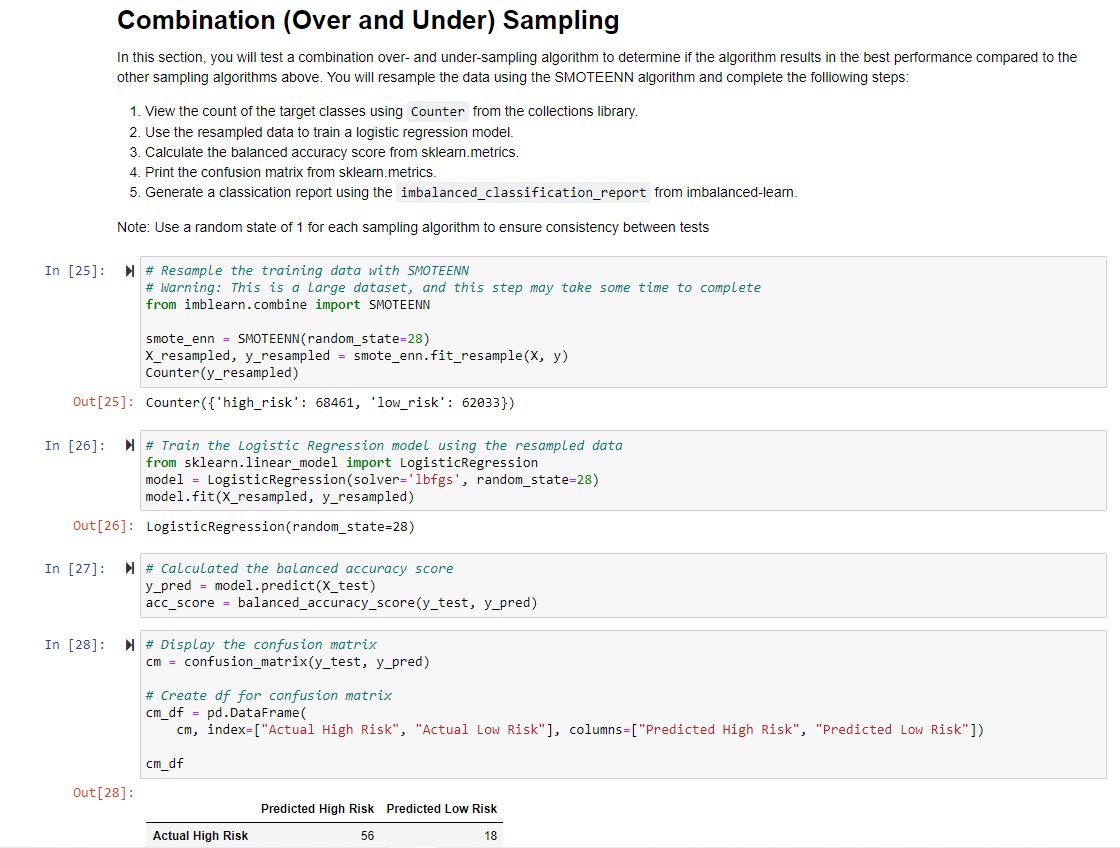 Combination (Over and Under) Sampling
In this section, you will test a combination over- and under-sampling algorithm to determine if the algorithm results in the best performance compared to the
other sampling algorithms above. You will resample the data using the SMOTEENN algorithm and complete the folliowing steps:
1. View the count of the target classes using Counter from the collections library.
2. Use the resampled data to train a logistic regression model.
3. Calculate the balanced accuracy score from sklearn.metrics.
4. Print the confusion matrix from sklearn.metrics.
5. Generate a classication report using the imbalanced_classification_report from imbalanced-learn.
Note: Use a random state of 1 for each sampling algorithm to ensure consistency between tests
In [25]:
# Resample the training data with SMOTEENN
# Warning: This is a large dataset, and this step may take some time to complete
from imblearn.combine import SMOTEENN
smote_enn = SMOTEENN(random_state=28)
X_resampled, y_resampled = smote_enn.fit_resample(X, y)
Counter(y_resampled)
Out[25]: Counter({'high_risk': 68461, 'low_risk': 62033})
In [26]:
# Train the Logistic Regression model using the resampled data
from sklearn.linear_model import LogisticRegression
model = LogisticRegression(solver='lbfgs', random_state=28)
model.fit(X_resampled, y_resampled)
Out[26]: LogisticRegression(random_state=28)
In [27]:
# Calculated the balanced accuracy score
y_pred = model.predict(X_test)
acc_score = balanced_accuracy_score(y_test, y_pred)
In [28]:
# Display the confusion matrix
cm = confusion_matrix(y_test, y_pred)
# Create df for confusion matrix
cm_df = pd.DataFrame(
cm, index=["Actual High Risk", "Actual Low Risk"], columns=["Predicted High Risk", "Predicted Low Risk"])
cm_df
Out[28]:
Predicted High Risk Predicted Low Risk
Actual High Risk 56 18